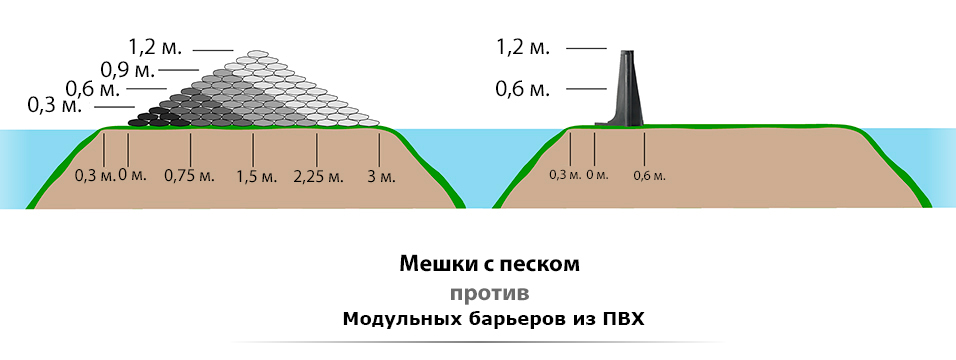 1,2 м.
0,9 м.
0,6 м.
0,3 м.
0,3 м. 0 м. 0,75 м. 1,5 м. 2,25 м. 3 м.
1,2 м.
0,6 м.
0,3 м. 0 м. 0,6 м.
Мешки с песком
против
Модульных барьеров из ПВХ